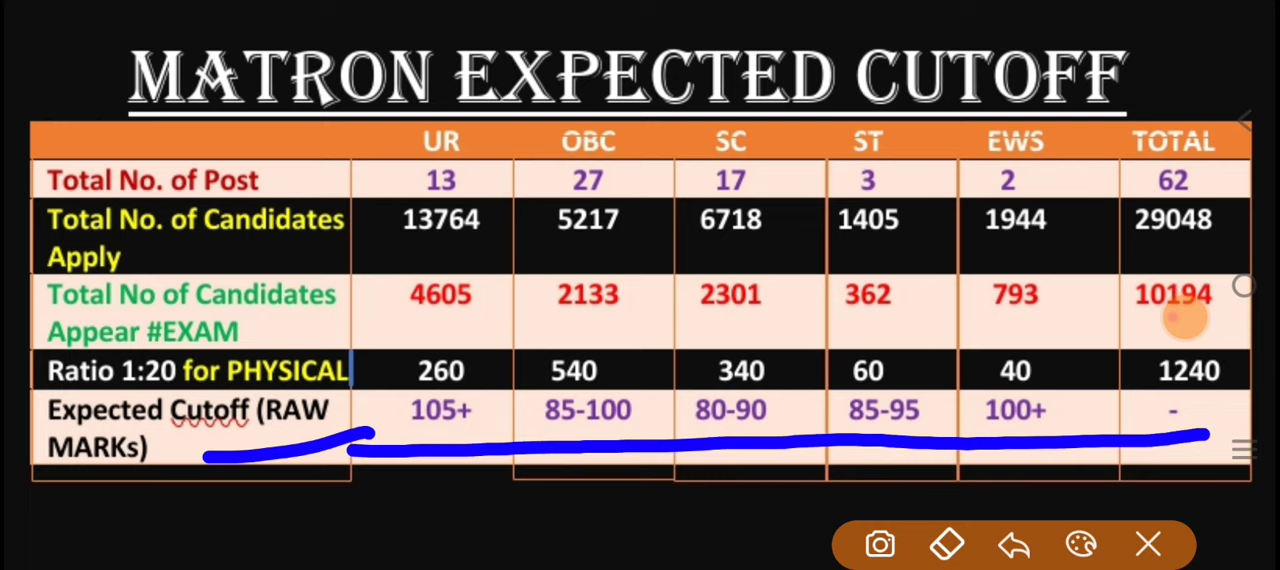 MATRON EXPECTED CUTOFF
UR OBC SC ST EWS TOTAL
Total No. of Post 13 27 17 3 2 62
Total No. of Candidates 13764 5217 6718 1405 1944 29048
Apply
Total No of Candidates 4605 2133 2301 362 793 10194
Appear #EXAM
Ratio 1:20 for PHYSICAL 260 540 340 60 40 1240
Expected Cutoff (RAW 105+ 85-100 80-90 85-95 100+ -
MARKs)